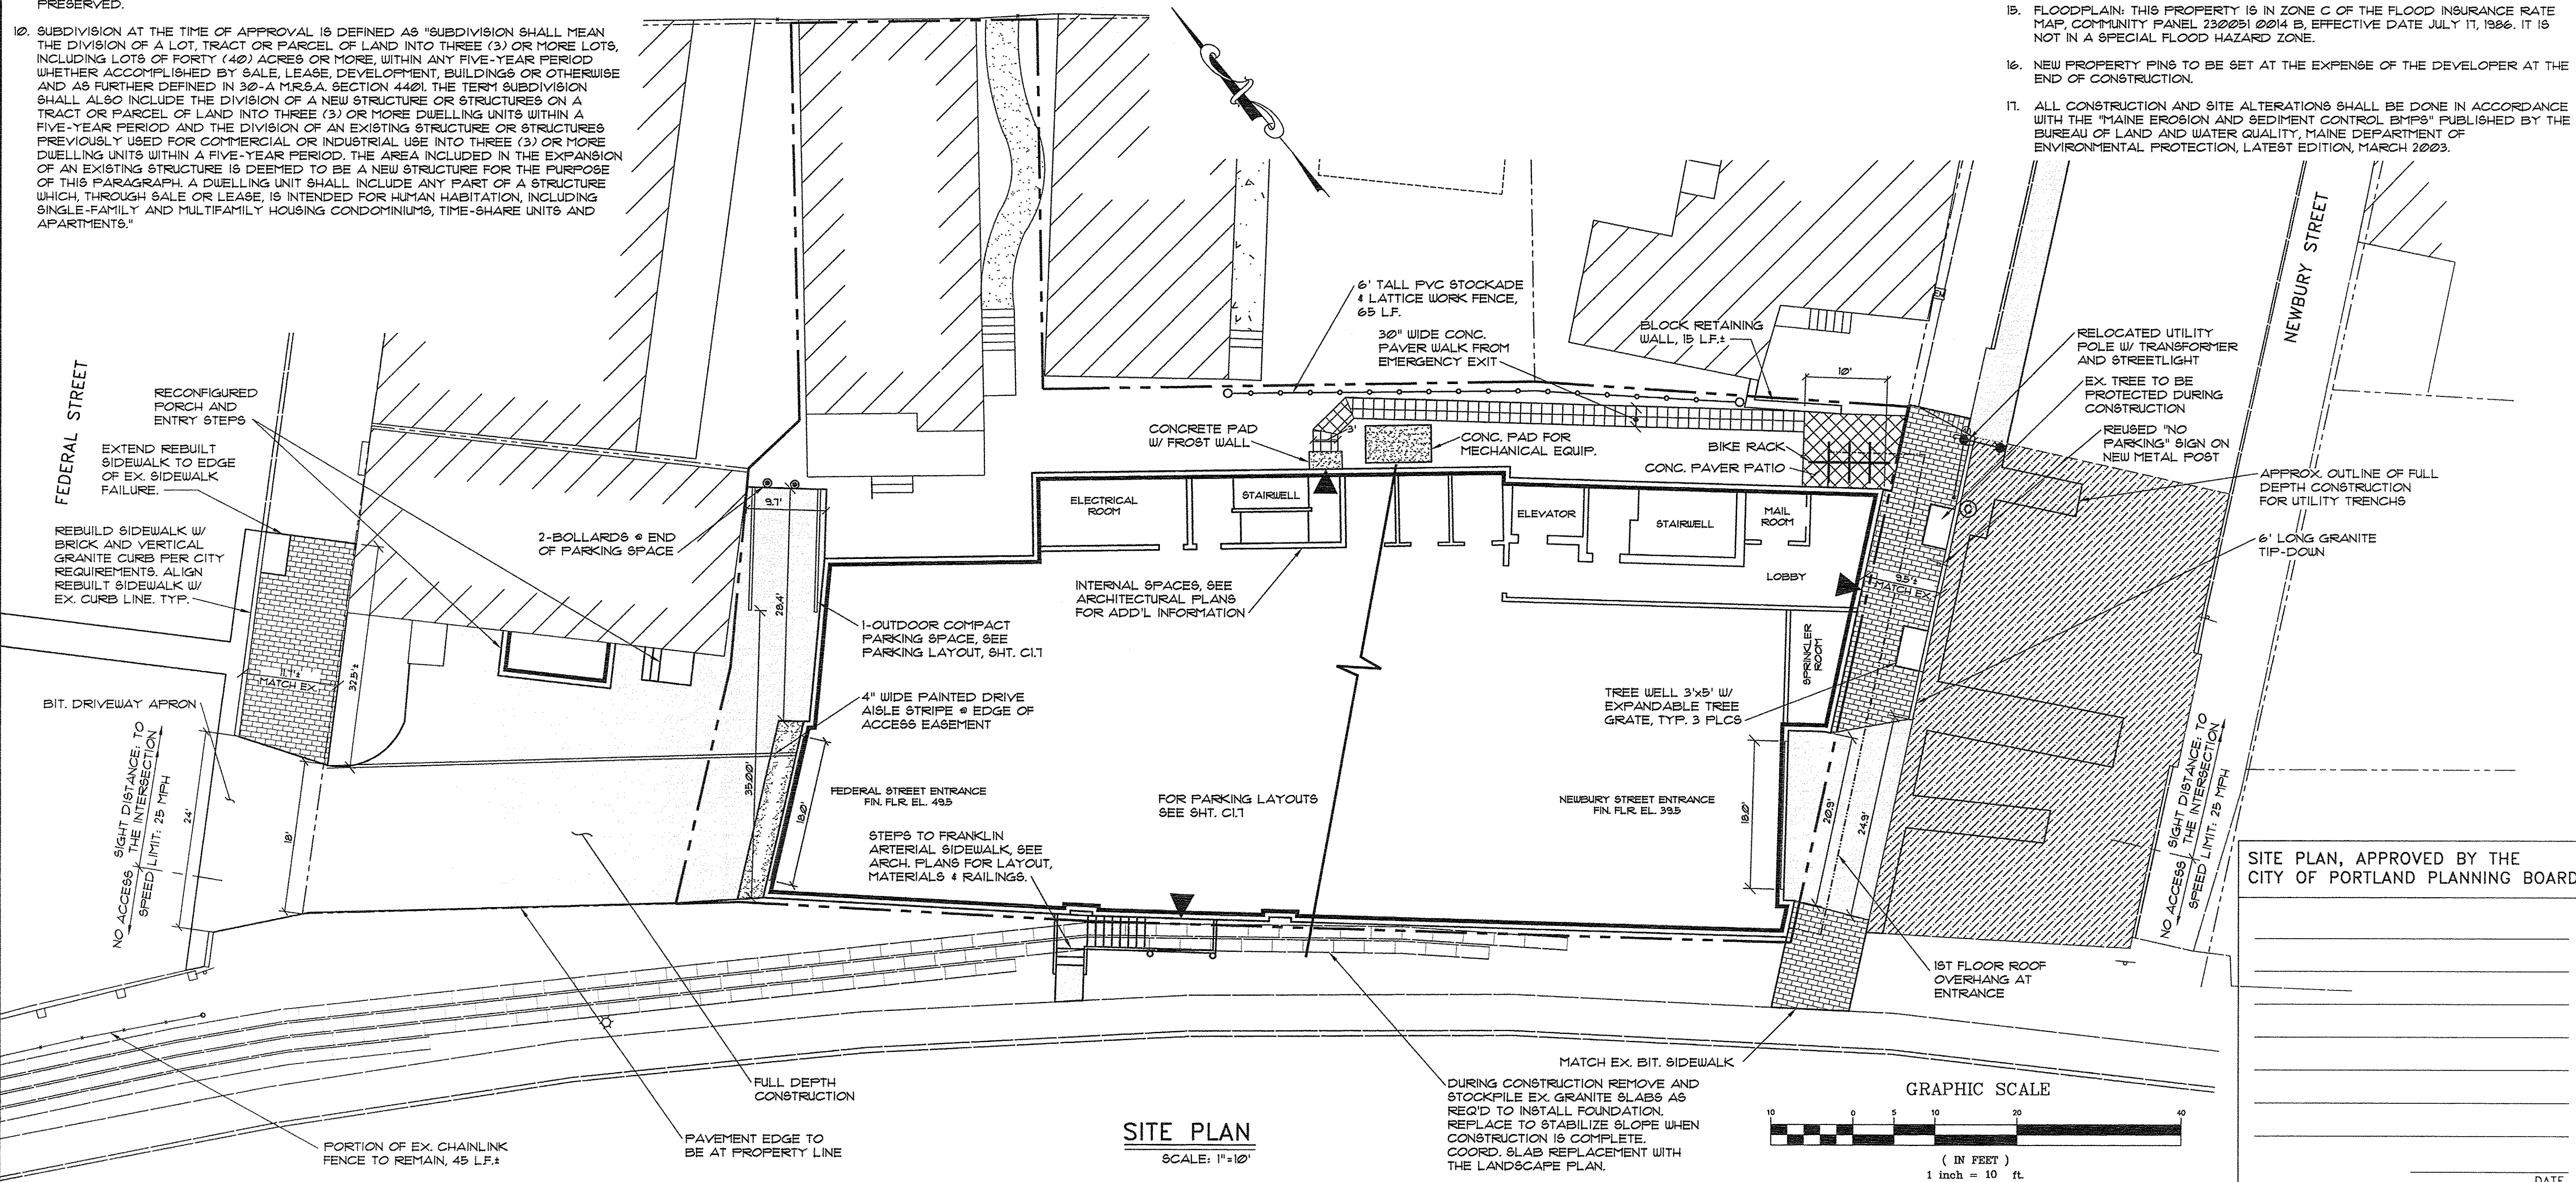 PRESERVED.
10. SUBDIVISION AT THE TIME OF APPROVAL IS DEFINED AS "SUBDIVISION SHALL MEAN
THE DIVISION OF A LOT, TRACT OR PARCEL OF LAND INTO THREE (3) OR MORE LOTS,
INCLUDING LOTS OF FORTY (40) ACRES OR MORE, WITHIN ANY FIVE-YEAR PERIOD
WHETHER ACCOMPLISHED BY SALE, LEASE, DEVELOPMENT, BUILDINGS OR OTHERWISE
AND AS FURTHER DEFINED IN 30-A M.R.S.A. SECTION 4401. THE TERM SUBDIVISION
SHALL ALSO INCLUDE THE DIVISION OF A NEW STRUCTURE OR STRUCTURES ON A
TRACT OR PARCEL OF LAND INTO THREE (3) OR MORE DWELLING UNITS WITHIN A
FIVE-YEAR PERIOD AND THE DIVISION OF AN EXISTING STRUCTURE OR STRUCTURES
PREVIOUSLY USED FOR COMMERCIAL OR INDUSTRIAL USE INTO THREE (3) OR MORE
DWELLING UNITS WITHIN A FIVE-YEAR PERIOD. THE AREA INCLUDED IN THE EXPANSION
OF AN EXISTING STRUCTURE IS DEEMED TO BE A NEW STRUCTURE FOR THE PURPOSE
OF THIS PARAGRAPH. A DWELLING UNIT SHALL INCLUDE ANY PART OF A STRUCTURE
WHICH, THROUGH SALE OR LEASE, IS INTENDED FOR HUMAN HABITATION, INCLUDING
SINGLE-FAMILY AND MULTIFAMILY HOUSING CONDOMINIUMS, TIME-SHARE UNITS AND
APARTMENTS."
15. FLOODPLAIN: THIS PROPERTY IS IN ZONE C OF THE FLOOD INSURANCE RATE
MAP, COMMUNITY PANEL 230051 0014 B, EFFECTIVE DATE JULY 17, 1986. IT IS
NOT IN A SPECIAL FLOOD HAZARD ZONE.
16. NEW PROPERTY PINS TO BE SET AT THE EXPENSE OF THE DEVELOPER AT THE
END OF CONSTRUCTION.
17. ALL CONSTRUCTION AND SITE ALTERATIONS SHALL BE DONE IN ACCORDANCE
WITH THE "MAINE EROSION AND SEDIMENT CONTROL BMPS" PUBLISHED BY THE
BUREAU OF LAND AND WATER QUALITY, MAINE DEPARTMENT OF
ENVIRONMENTAL PROTECTION, LATEST EDITION, MARCH 2003.
FEDERAL STREET
NEWBURY STREET
RECONFIGURED
PORCH AND
ENTRY STEPS
EXTEND REBUILT
SIDEWALK TO EDGE
OF EX. SIDEWALK
FAILURE.
REBUILD SIDEWALK W/
BRICK AND VERTICAL
GRANITE CURB PER CITY
REQUIREMENTS. ALIGN
REBUILT SIDEWALK W/
EX. CURB LINE. TYP.
BIT. DRIVEWAY APRON
11.4'±
MATCH EX.
32.5'±
24'
18'
SIGHT DISTANCE: TO
NO ACCESS THE INTERSECTION
SPEED LIMIT: 25 MPH
2-BOLLARDS @ END
OF PARKING SPACE
9.7'
28.4'
35.00'
18.0'
6' TALL PVC STOCKADE
& LATTICE WORK FENCE,
65 L.F.
30" WIDE CONC.
PAVER WALK FROM
EMERGENCY EXIT
BLOCK RETAINING
WALL, 15 L.F.±
10'
CONCRETE PAD
W/ FROST WALL
3'
CONC. PAD FOR
MECHANICAL EQUIP.
BIKE RACK
CONC. PAVER PATIO
RELOCATED UTILITY
POLE W/ TRANSFORMER
AND STREETLIGHT
EX. TREE TO BE
PROTECTED DURING
CONSTRUCTION
REUSED "NO
PARKING" SIGN ON
NEW METAL POST
APPROX. OUTLINE OF FULL
DEPTH CONSTRUCTION
FOR UTILITY TRENCHS
6' LONG GRANITE
TIP-DOWN
ELECTRICAL
ROOM
STAIRWELL
ELEVATOR
STAIRWELL
MAIL
ROOM
LOBBY
SPRINKLER
ROOM
9.5'±
MATCH EX.
INTERNAL SPACES, SEE
ARCHITECTURAL PLANS
FOR ADD'L INFORMATION
1-OUTDOOR COMPACT
PARKING SPACE, SEE
PARKING LAYOUT, SHT. C1.7
4" WIDE PAINTED DRIVE
AISLE STRIPE @ EDGE OF
ACCESS EASEMENT
TREE WELL 3'x5' W/
EXPANDABLE TREE
GRATE, TYP. 3 PLCS
FEDERAL STREET ENTRANCE
FIN. FLR. EL. 49.5
FOR PARKING LAYOUTS
SEE SHT. C1.7
NEWBURY STREET ENTRANCE
FIN. FLR. EL. 39.5
18.0'
20.9'
24.9'
STEPS TO FRANKLIN
ARTERIAL SIDEWALK, SEE
ARCH. PLANS FOR LAYOUT,
MATERIALS & RAILINGS.
SIGHT DISTANCE: TO
NO ACCESS THE INTERSECTION
SPEED LIMIT: 25 MPH
SITE PLAN, APPROVED BY THE
CITY OF PORTLAND PLANNING BOARD
1ST FLOOR ROOF
OVERHANG AT
ENTRANCE
MATCH EX. BIT. SIDEWALK
DURING CONSTRUCTION REMOVE AND
STOCKPILE EX. GRANITE SLABS AS
REQ'D TO INSTALL FOUNDATION.
REPLACE TO STABILIZE SLOPE WHEN
CONSTRUCTION IS COMPLETE.
COORD. SLAB REPLACEMENT WITH
THE LANDSCAPE PLAN.
FULL DEPTH
CONSTRUCTION
PAVEMENT EDGE TO
BE AT PROPERTY LINE
PORTION OF EX. CHAINLINK
FENCE TO REMAIN, 45 L.F.±
SITE PLAN
SCALE: 1"=10'
GRAPHIC SCALE
10 0 5 10 20 40
( IN FEET )
1 inch = 10 ft.
DATE